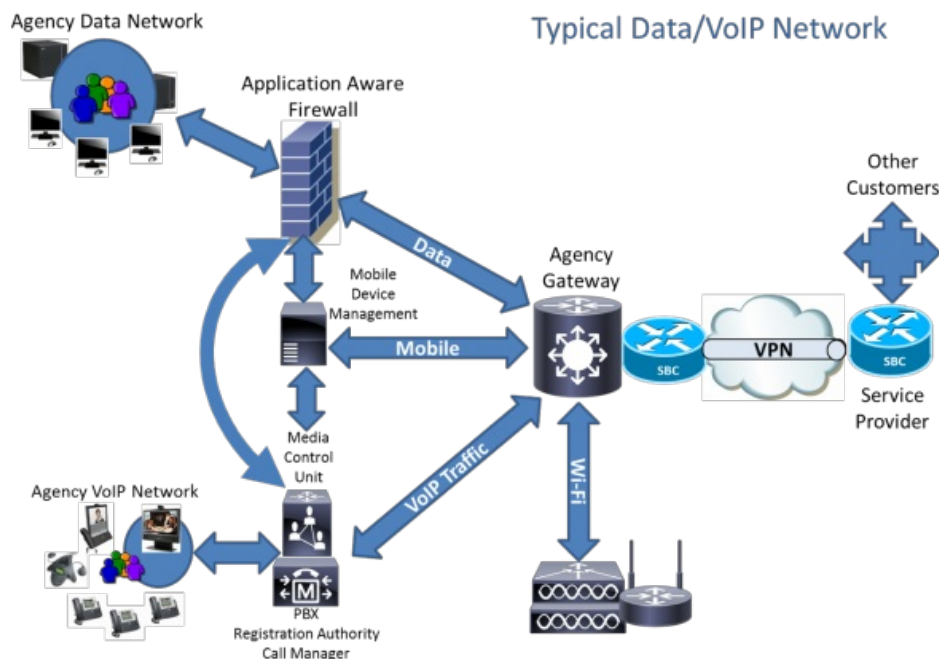 Agency Data Network
Typical Data/VoIP Network
Application Aware
Firewall
Other
Customers
Data
Agency
Gateway
Mobile
Device
Management
Mobile
SBC
VPN
SBC
Service
Provider
Media
Control
Unit
VoIP Traffic
Wi-Fi
Agency VoIP Network
M
PBX
Registration Authority
Call Manager